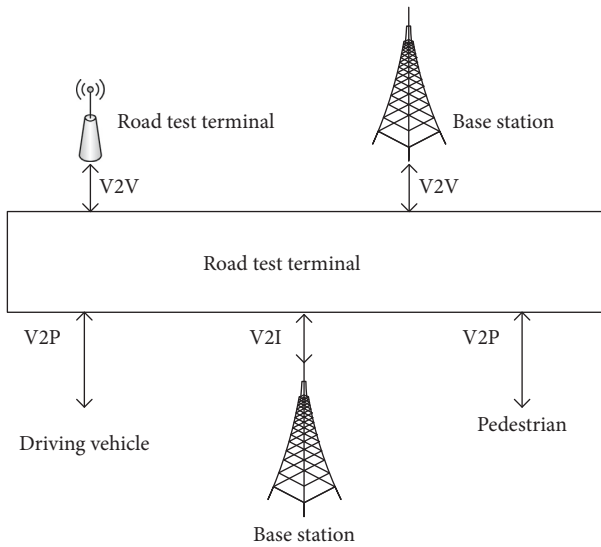 Road test terminal
Base station
V2V
V2V
Road test terminal
V2P
V2I
V2P
Driving vehicle
Pedestrian
Base station